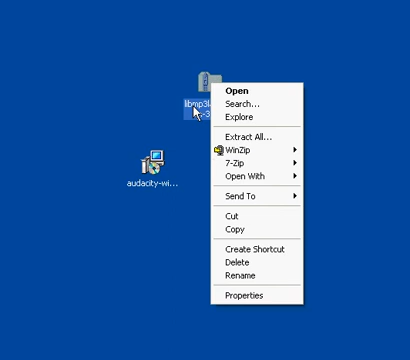 libmp3l
Open
Search...
Explore
Extract All...
WinZip
7-Zip
Open With
Send To
Cut
Copy
Create Shortcut
Delete
Rename
Properties
audacity-wi...